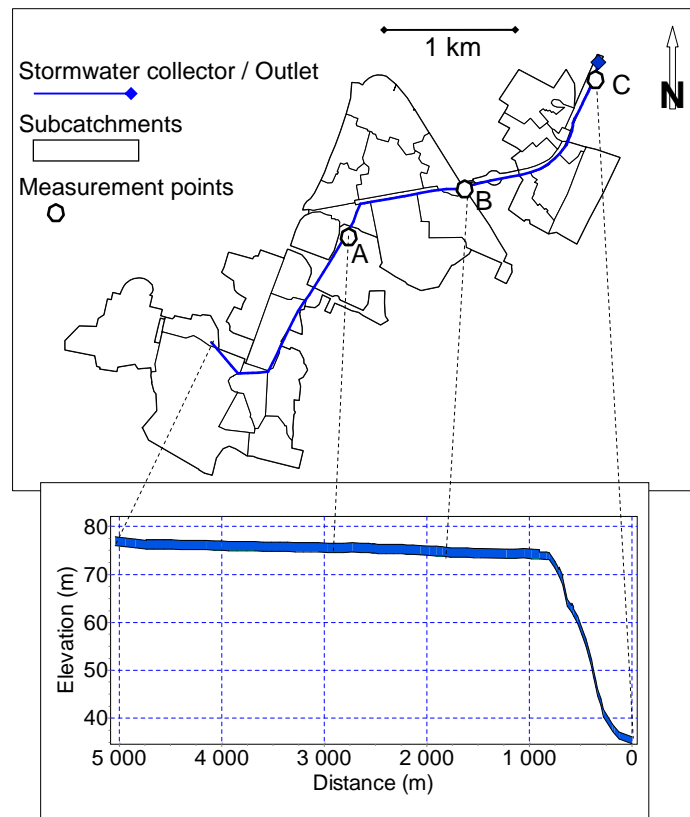 1 km
Stormwater collector / Outlet
Subcatchments
Measurement points
N
A
B
C
80
70
60
50
40
Elevation (m)
5 000 4 000 3 000 2 000 1 000 0
Distance (m)